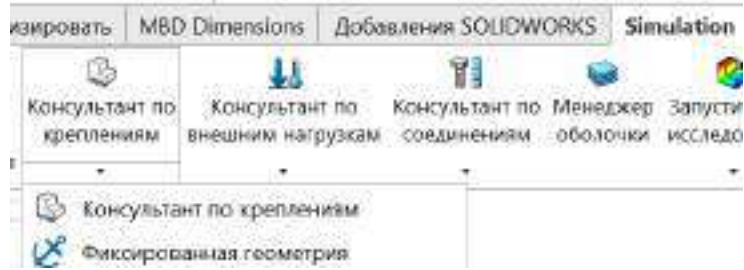 изировать MBD Dimensions Добавления SOLIDWORKS Simulation
Консультант по Консультант по Консультант по Менеджер Запусти
креплениям внешним нагрузкам соединениям оболочки исследо
Консультант по креплениям
Фиксированная геометрия